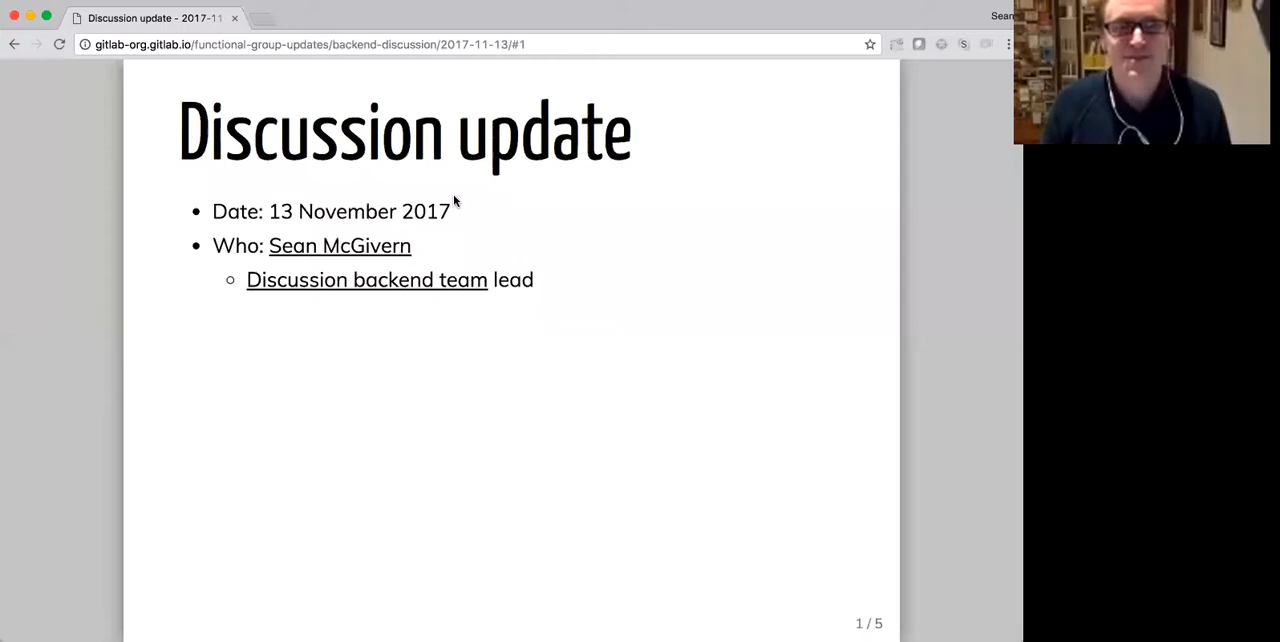 Discussion update - 2017-11
Sean
gitlab-org.gitlab.io/functional-group-updates/backend-discussion/2017-11-13/#1
Discussion update
Date: 13 November 2017
Who: Sean McGivern
Discussion backend team lead
1 / 5